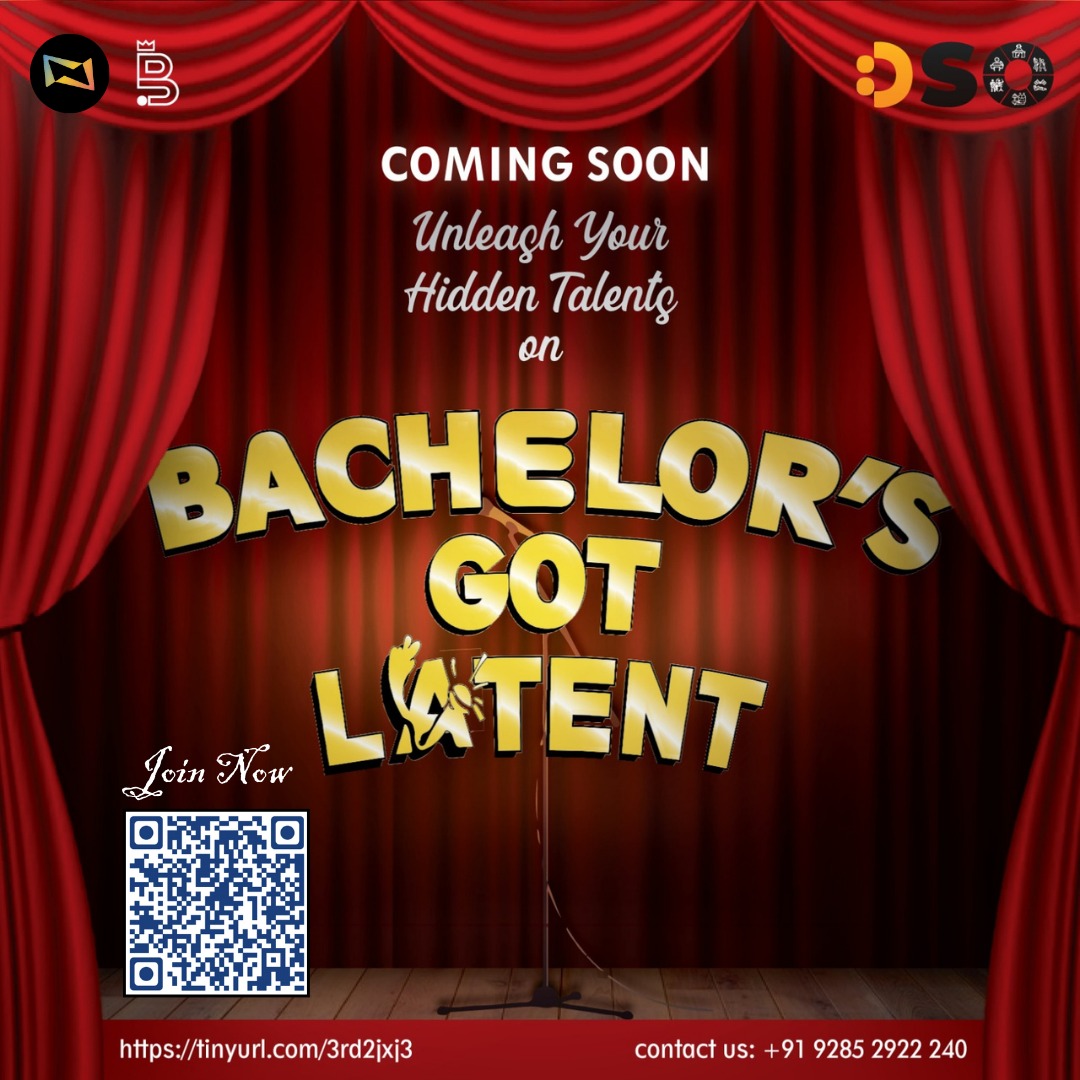 B
DSO
COMING SOON
Unleash Your
Hidden Talents
on
BACHELOR'S
GOT
LATENT
Join Now
https://tinyurl.com/3rd2jxj3
contact us: +91 9285 2922 240